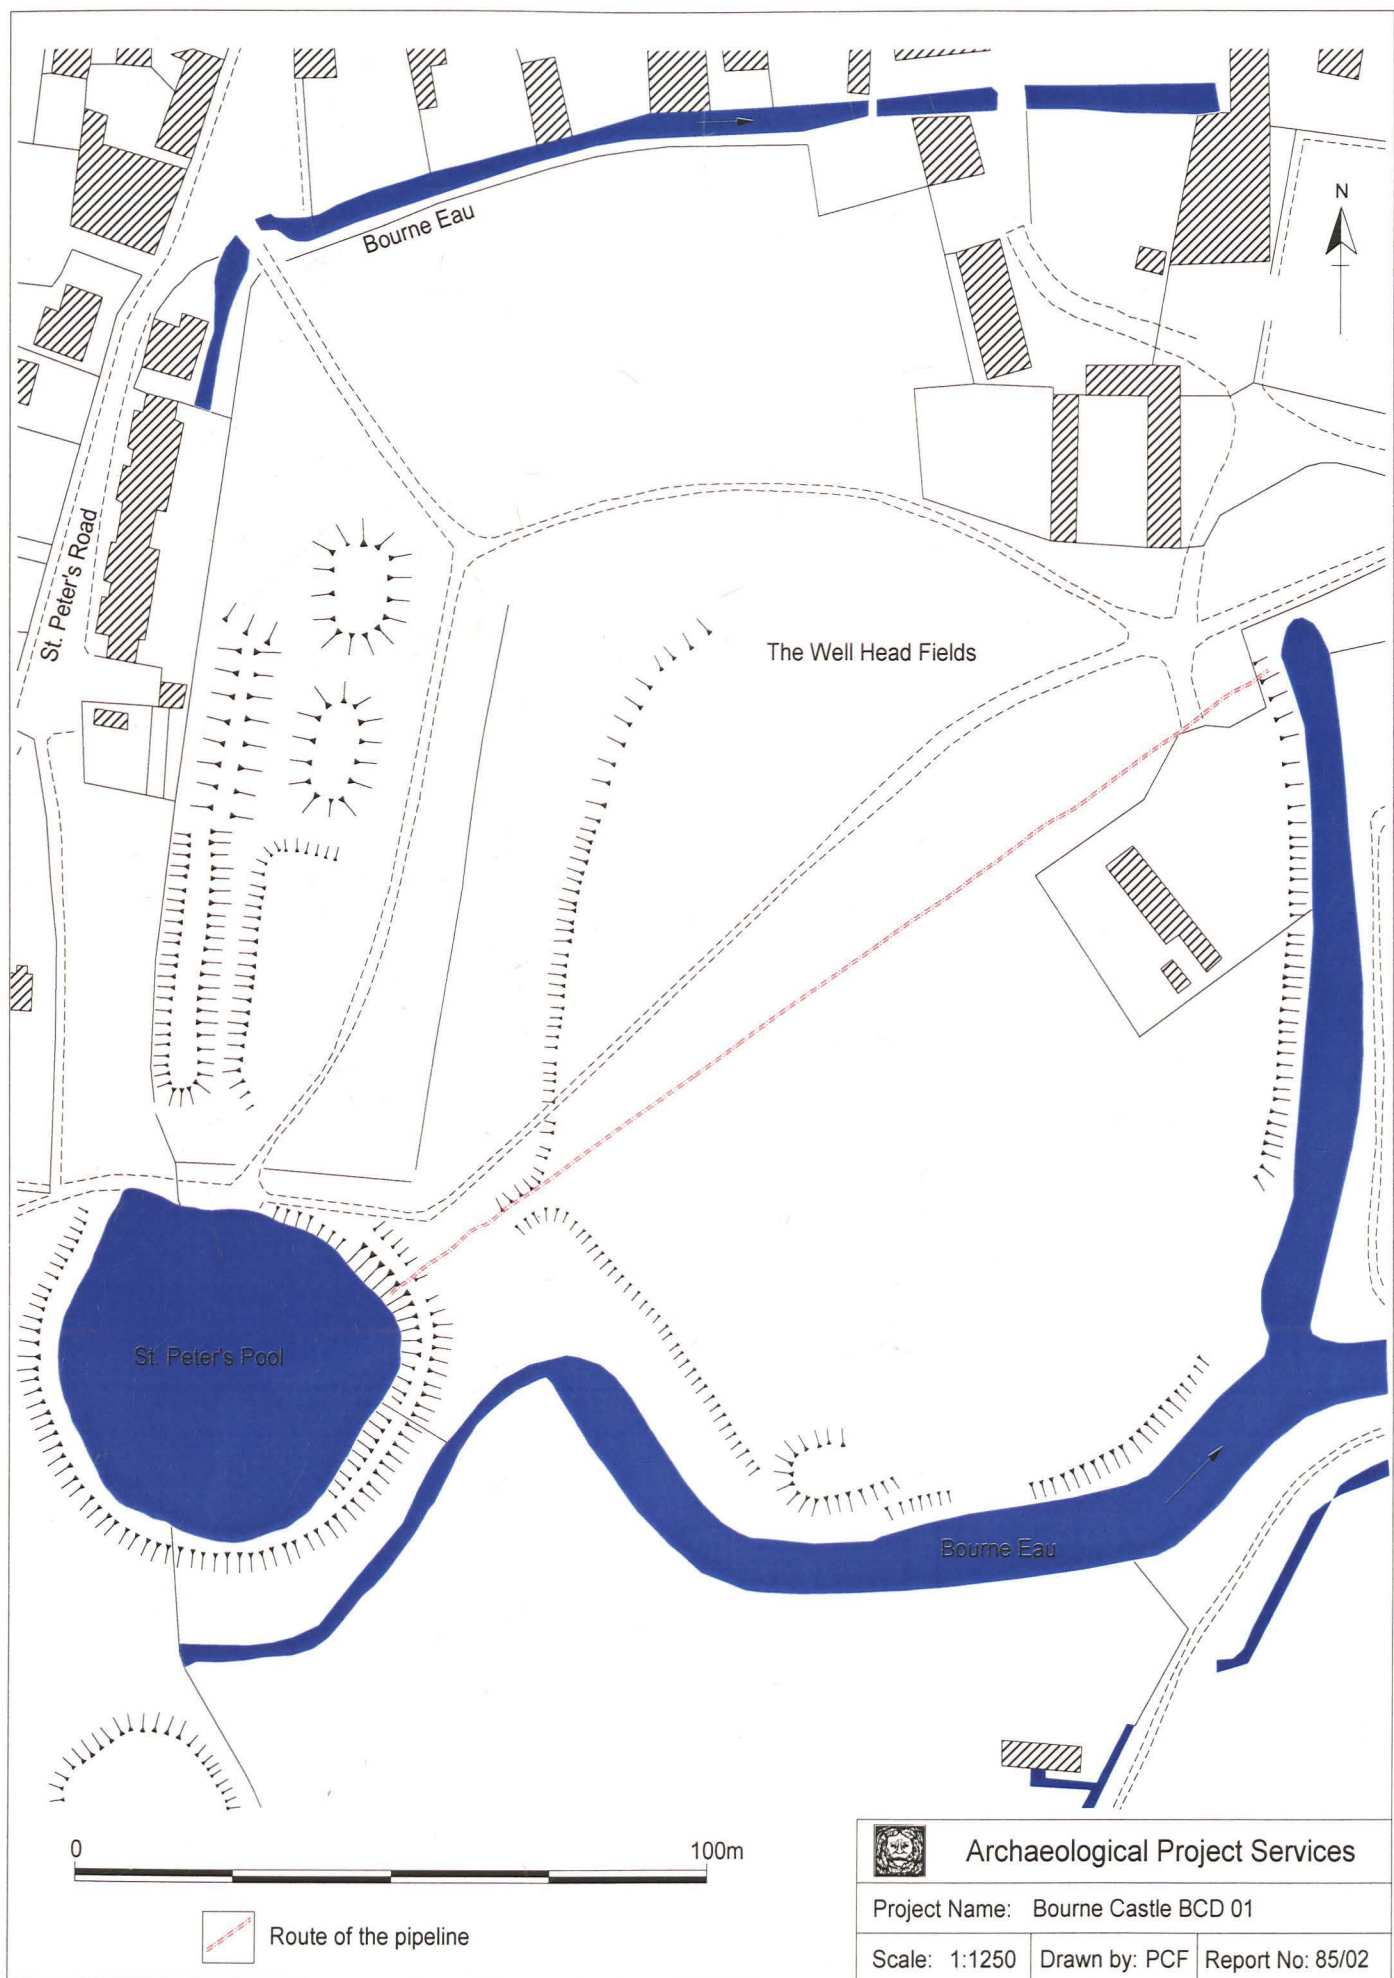 N
Bourne Eau
St. Peter's Road
The Well Head Fields
St. Peter's Pool
Bourne Eau
0 100m
Route of the pipeline
Archaeological Project Services
Project Name: Bourne Castle BCD 01
Scale: 1:1250 Drawn by: PCF Report No: 85/02